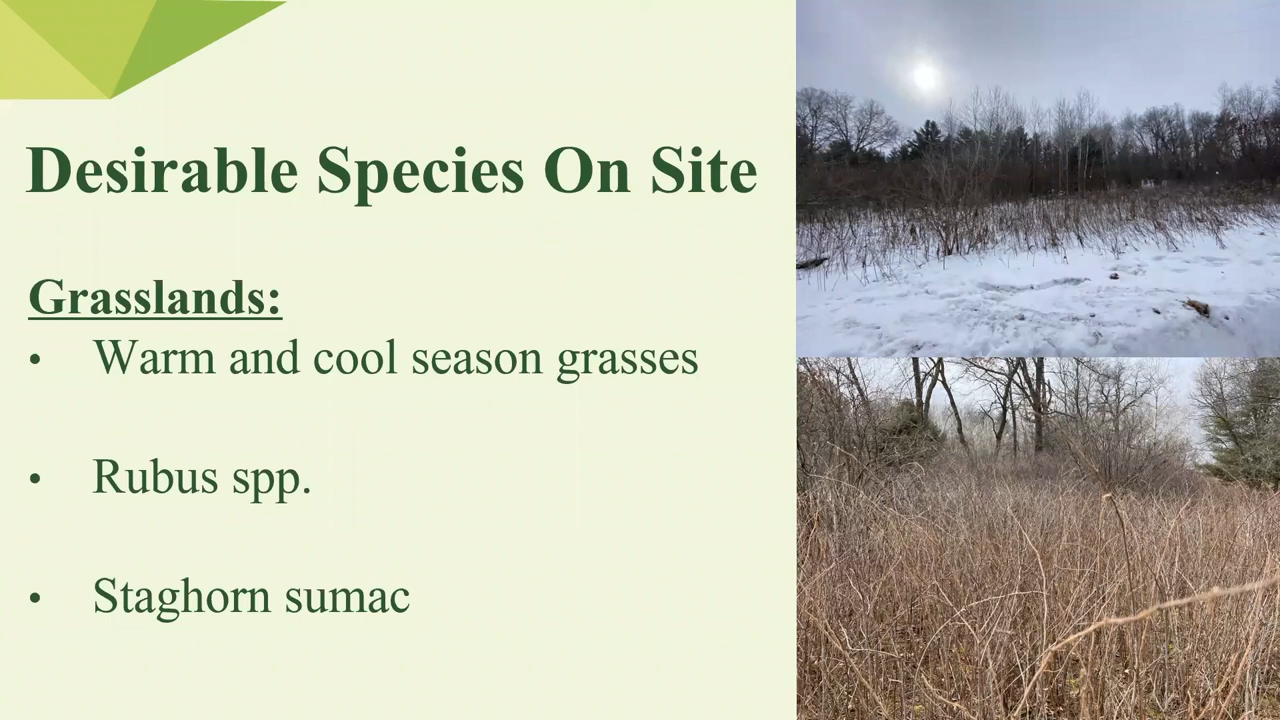 Desirable Species On Site
Grasslands:
• Warm and cool season grasses
• Rubus spp.
• Staghorn sumac